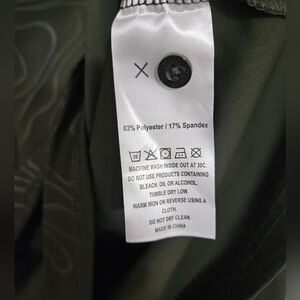 83% Polyester / 17% Spandex
30
MACHINE WASH INSIDE OUT AT 30C.
DO NOT USE PRODUCTS CONTAINING
BLEACH, OIL OR ALCOHOL.
TUMBLE DRY LOW.
WARM IRON ON REVERSE USING A
CLOTH.
DO NOT DRY CLEAN.
MADE IN CHINA